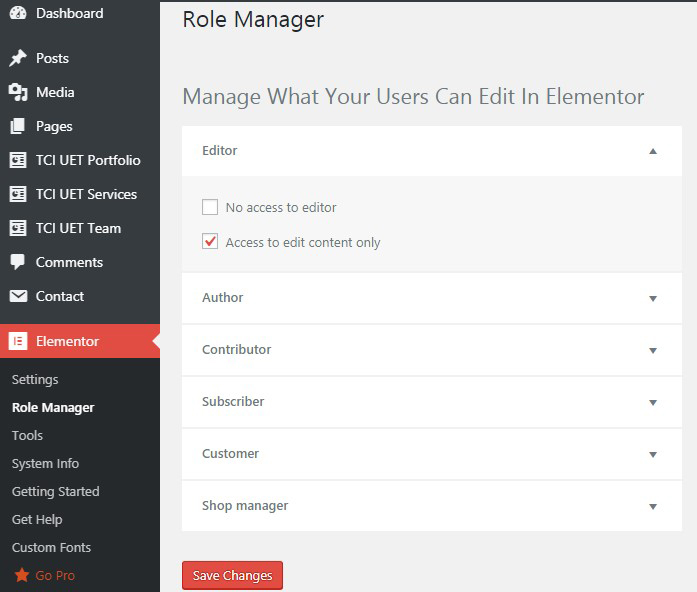 Dashboard
Posts
Media
Pages
TCI UET Portfolio
TCI UET Services
TCI UET Team
Comments
Contact
Elementor
Settings
Role Manager
Tools
System Info
Getting Started
Get Help
Custom Fonts
Go Pro
Role Manager
Manage What Your Users Can Edit In Elementor
Editor
No access to editor
Access to edit content only
Author
Contributor
Subscriber
Customer
Shop manager
Save Changes